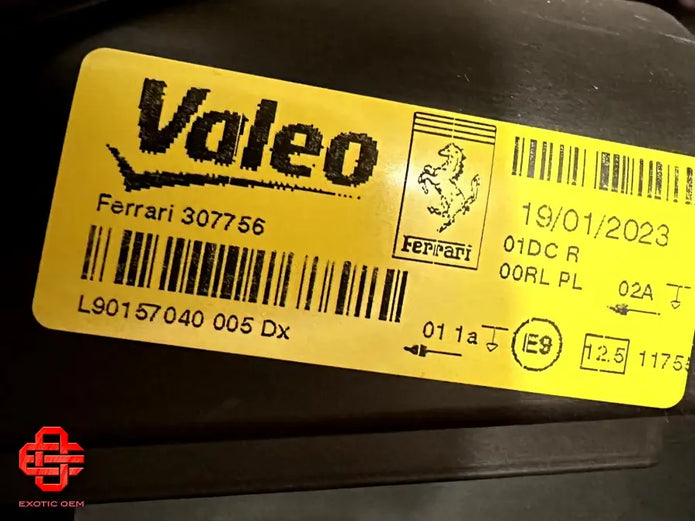 Valeo
Ferrari
Ferrari 307756
L90157040 005 Dx
19/01/2023
01DC R
00RL PL
02A
01 1a
E9
12.5
1175
EXOTIC OEM